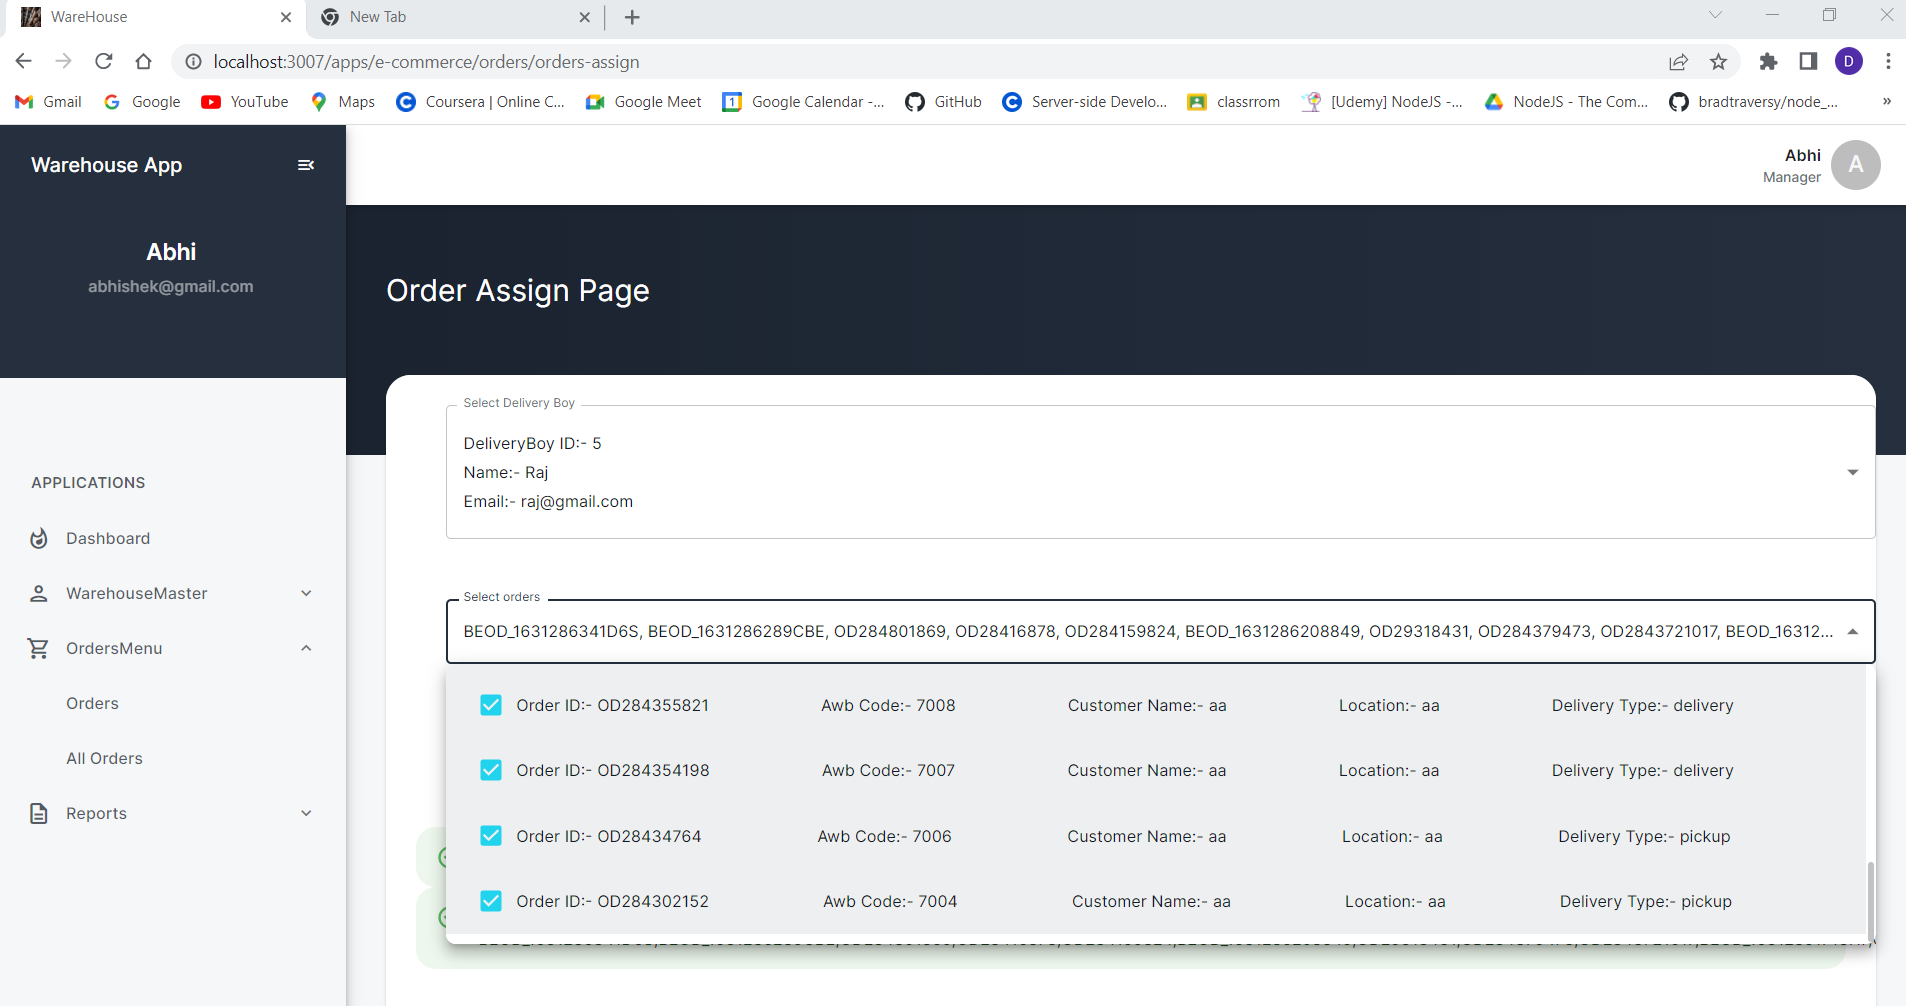 WareHouse
New Tab
localhost:3007/apps/e-commerce/orders/orders-assign
D
Gmail
Google
YouTube
Maps
Coursera | Online C...
Google Meet
Google Calendar -...
GitHub
Server-side Develo...
classrrom
[Udemy] NodeJS -...
NodeJS - The Com...
bradtraversy/node_...
»
Warehouse App
Abhi
Manager
A
Abhi
abhishek@gmail.com
Order Assign Page
Select Delivery Boy
DeliveryBoy ID:- 5
Name:- Raj
Email:- raj@gmail.com
APPLICATIONS
Dashboard
WarehouseMaster
OrdersMenu
Orders
All Orders
Reports
Select orders
BEOD_1631286341D6S, BEOD_1631286289CBE, OD284801869, OD28416878, OD284159824, BEOD_1631286208849, OD29318431, OD284379473, OD2843721017, BEOD_16312...
Order ID:- OD284355821 Awb Code:- 7008 Customer Name:- aa Location:- aa Delivery Type:- delivery
Order ID:- OD284354198 Awb Code:- 7007 Customer Name:- aa Location:- aa Delivery Type:- delivery
Order ID:- OD28434764 Awb Code:- 7006 Customer Name:- aa Location:- aa Delivery Type:- pickup
Order ID:- OD284302152 Awb Code:- 7004 Customer Name:- aa Location:- aa Delivery Type:- pickup